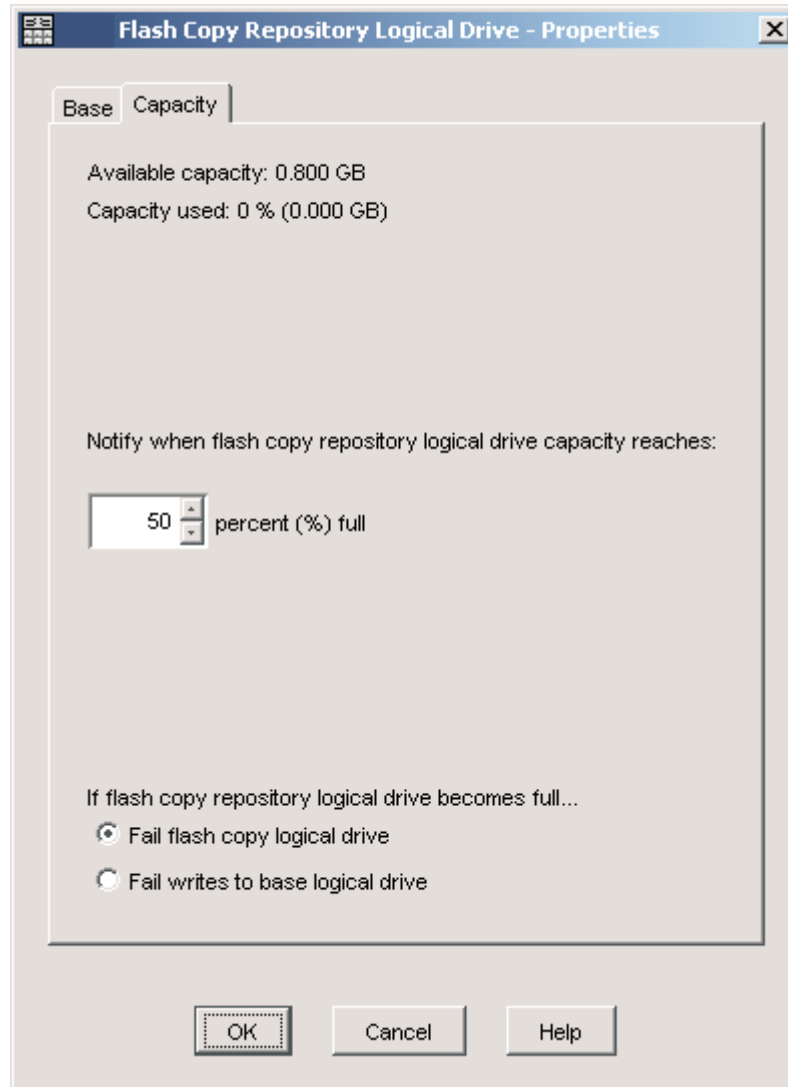 Flash Copy Repository Logical Drive - Properties
Base
Capacity
Available capacity: 0.800 GB
Capacity used: 0 % (0.000 GB)
Notify when flash copy repository logical drive capacity reaches:
50 percent (%) full
If flash copy repository logical drive becomes full...
Fail flash copy logical drive
Fail writes to base logical drive
OK
Cancel
Help